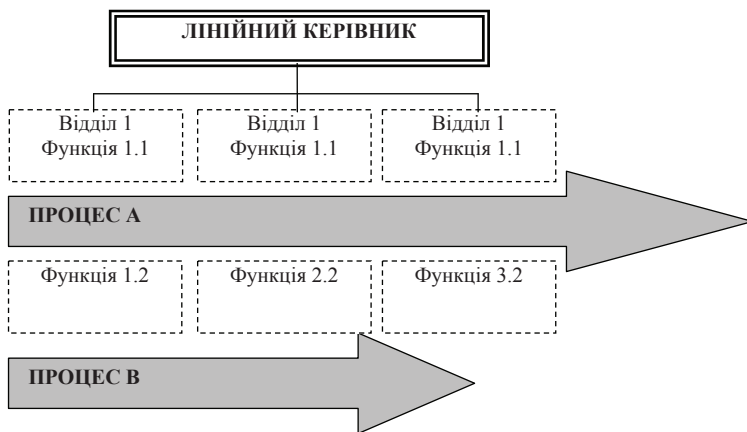 ЛІНІЙНИЙ КЕРІВНИК
Відділ 1
Функція 1.1
Відділ 1
Функція 1.1
Відділ 1
Функція 1.1
ПРОЦЕС А
Функція 1.2
Функція 2.2
Функція 3.2
ПРОЦЕС В